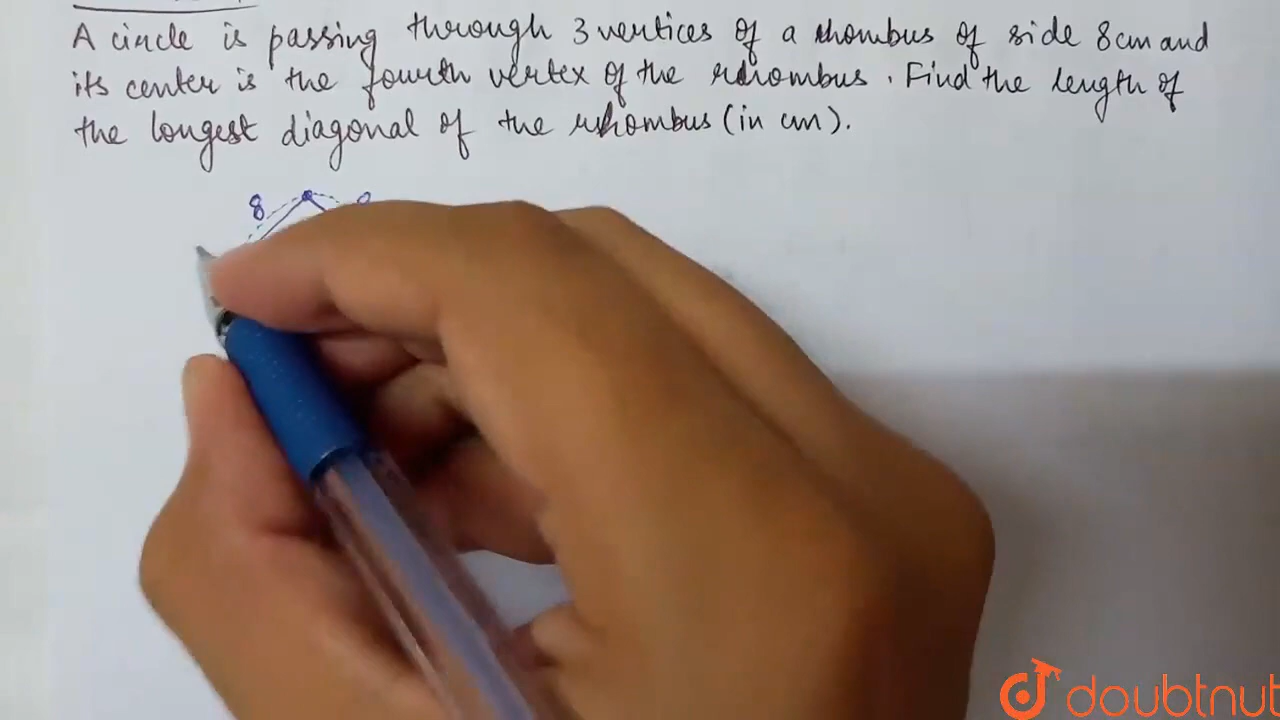 A circle is passing through 3 vertices of a rhombus of side 8cm and
its center is the fourth vertex of the rhombus. Find the length of
the longest diagonal of the rhombus (in cm).
8
doubtnut